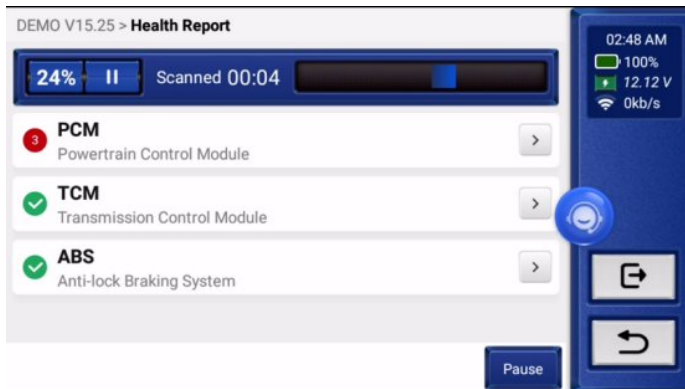 DEMO V15.25 > Health Report
24%
Scanned 00:04
3
PCM
Powertrain Control Module
TCM
Transmission Control Module
ABS
Anti-lock Braking System
Pause
02:48 AM
100%
12.12 V
0kb/s